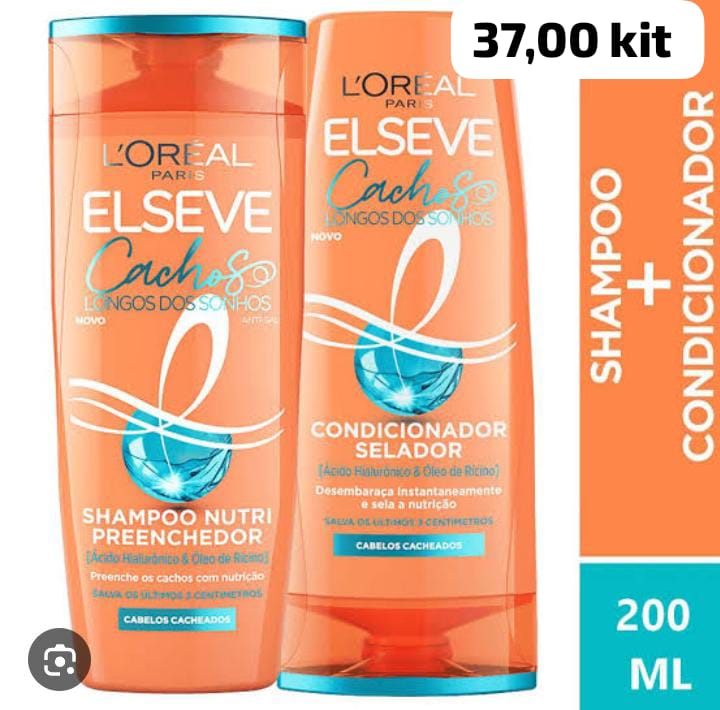 37,00 kit
L'ORÉAL
PARIS
ELSEVE
Cachos
LONGOS DOS SONHOS
NOVO
SHAMPOO NUTRI
PREENCHEDOR
[Ácido Hialurônico & Óleo de Rícino]
Preenche os cachos com nutrição
SALVA OS ÚLTIMOS 3 CENTÍMETROS
CABELOS CACHEADOS
L'ORÉAL
PARIS
ELSEVE
Cachos
LONGOS DOS SONHOS
NOVO
CONDICIONADOR
SELADOR
[Ácido Hialurônico & Óleo de Rícino]
Desembaraça instantaneamente
e sela a nutrição
SALVA OS ÚLTIMOS 3 CENTÍMETROS
CABELOS CACHEADOS
SHAMPOO
+
CONDICIONADOR
200
ML